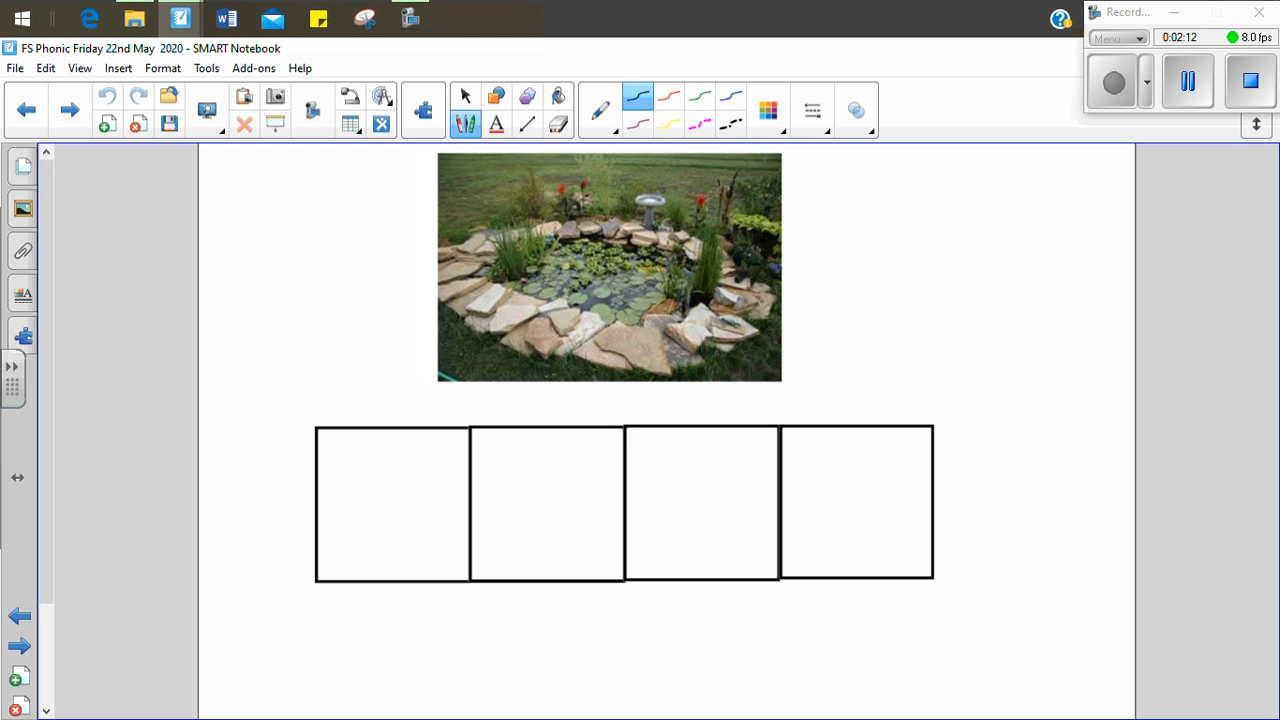 Record...
Menu
0:02:12
8.0 fps
FS Phonic Friday 22nd May 2020 - SMART Notebook
File Edit View Insert Format Tools Add-ons Help